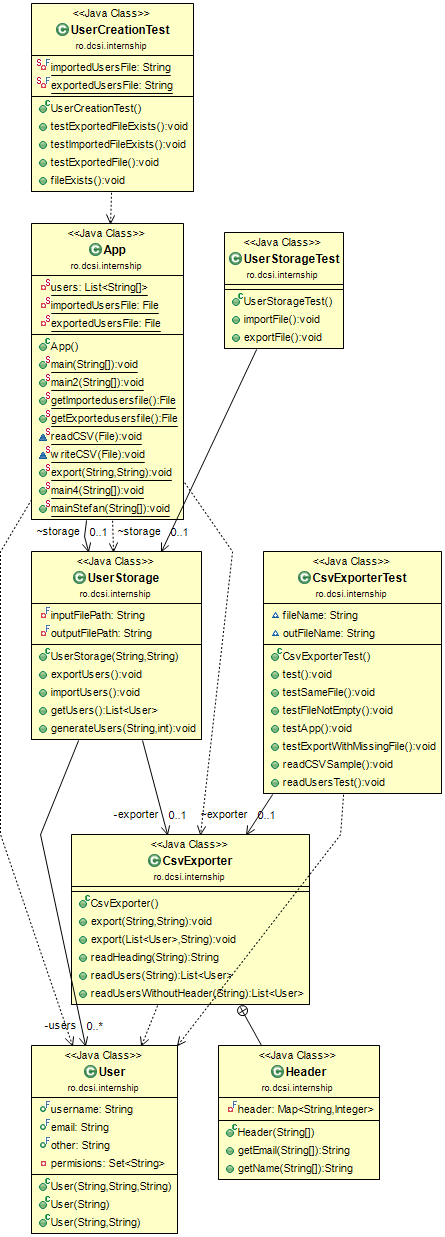 <<Java Class>>
UserCreationTest
ro.dcsi.internship
importedUsersFile: String
exportedUsersFile: String
UserCreationTest()
testExportedFileExists():void
testImportedFileExists():void
testExportedFile():void
fileExists():void
<<Java Class>>
App
ro.dcsi.internship
users: List<String[]>
importedUsersFile: File
exportedUsersFile: File
App()
main(String[]):void
main2(String[]):void
getImportedusersfile():File
getExportedusersfile():File
readCSV(File):void
writeCSV(File):void
export(String,String):void
main4(String[]):void
mainStefan(String[]):void
<<Java Class>>
UserStorageTest
ro.dcsi.internship
UserStorageTest()
importFile():void
exportFile():void
~storage 0..1 ~storage 0..1
<<Java Class>>
UserStorage
ro.dcsi.internship
inputFilePath: String
outputFilePath: String
UserStorage(String,String)
exportUsers():void
importUsers():void
getUsers():List<User>
generateUsers(String,int):void
<<Java Class>>
CsvExporterTest
ro.dcsi.internship
fileName: String
outFileName: String
CsvExporterTest()
test():void
testSameFile():void
testFileNotEmpty():void
testApp():void
testExportWithMissingFile():void
readCSVSample():void
readUsersTest():void
-exporter 0..1 ~exporter 0..1
<<Java Class>>
CsvExporter
ro.dcsi.internship
CsvExporter()
export(String,String):void
export(List<User>,String):void
readHeading(String):String
readUsers(String):List<User>
readUsersWithoutHeader(String):List<User>
-users 0..*
<<Java Class>>
User
ro.dcsi.internship
username: String
email: String
other: String
permisions: Set<String>
User(String,String,String)
User(String)
User(String,String)
<<Java Class>>
Header
ro.dcsi.internship
header: Map<String,Integer>
Header(String[])
getEmail(String[]):String
getName(String[]):String